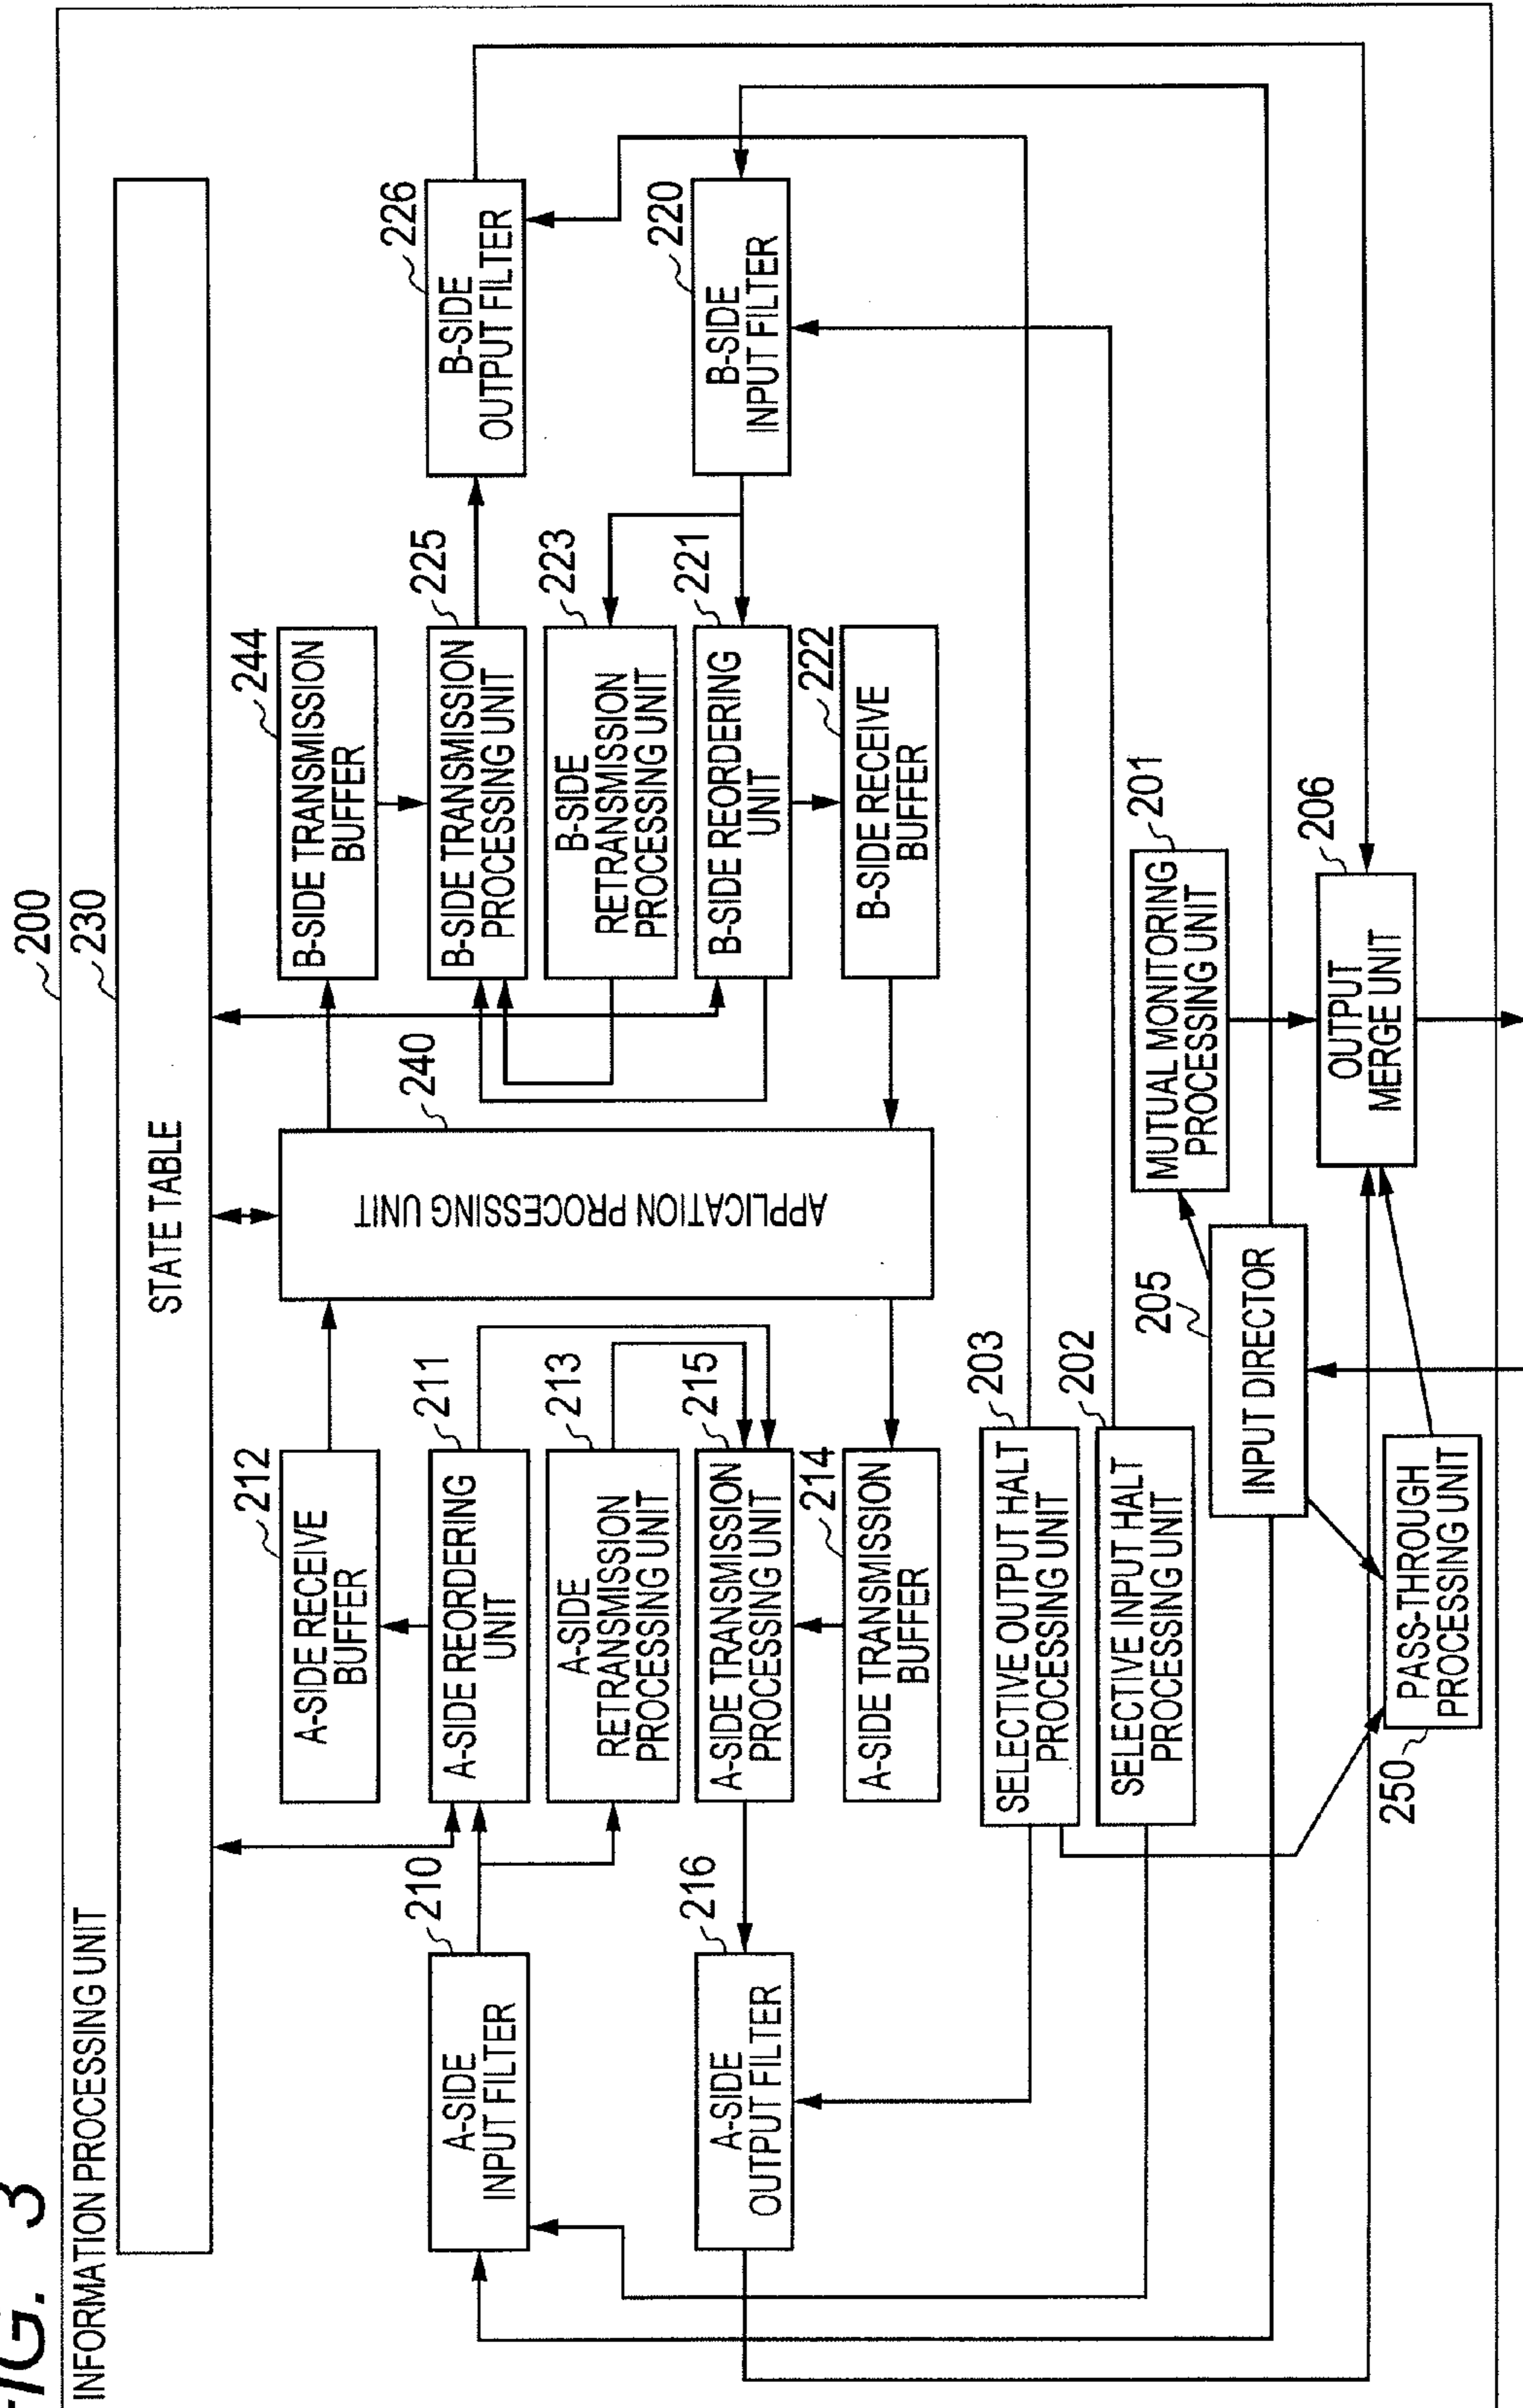 FIG. 3
200
INFORMATION PROCESSING UNIT
230
STATE TABLE
212
A-SIDE RECEIVE
BUFFER
240
APPLICATION PROCESSING UNIT
244
B-SIDE TRANSMISSION
BUFFER
210
A-SIDE
INPUT FILTER
211
A-SIDE REORDERING
UNIT
225
B-SIDE TRANSMISSION
PROCESSING UNIT
226
B-SIDE
OUTPUT FILTER
213
A-SIDE
RETRANSMISSION
PROCESSING UNIT
223
B-SIDE
RETRANSMISSION
PROCESSING UNIT
216
A-SIDE
OUTPUT FILTER
215
A-SIDE TRANSMISSION
PROCESSING UNIT
221
B-SIDE REORDERING
UNIT
220
B-SIDE
INPUT FILTER
214
A-SIDE TRANSMISSION
BUFFER
222
B-SIDE RECEIVE
BUFFER
203
SELECTIVE OUTPUT HALT
PROCESSING UNIT
202
SELECTIVE INPUT HALT
PROCESSING UNIT
201
MUTUAL MONITORING
PROCESSING UNIT
205
INPUT DIRECTOR
206
OUTPUT
MERGE UNIT
250
PASS-THROUGH
PROCESSING UNIT